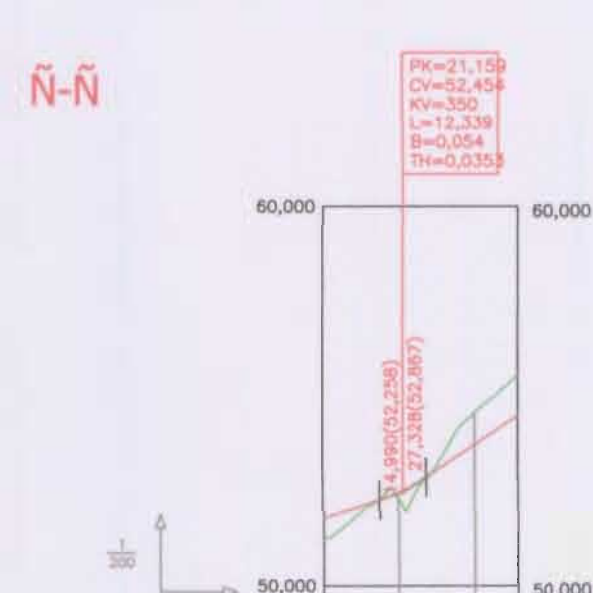 Ñ-Ñ
PK=21,159
CV=52,454
KV=350
L=12,339
B=0,054
TH=0,0353
60,000
60,000
14,990(52,258)
27,328(52,867)
1
200
50,000
50,000